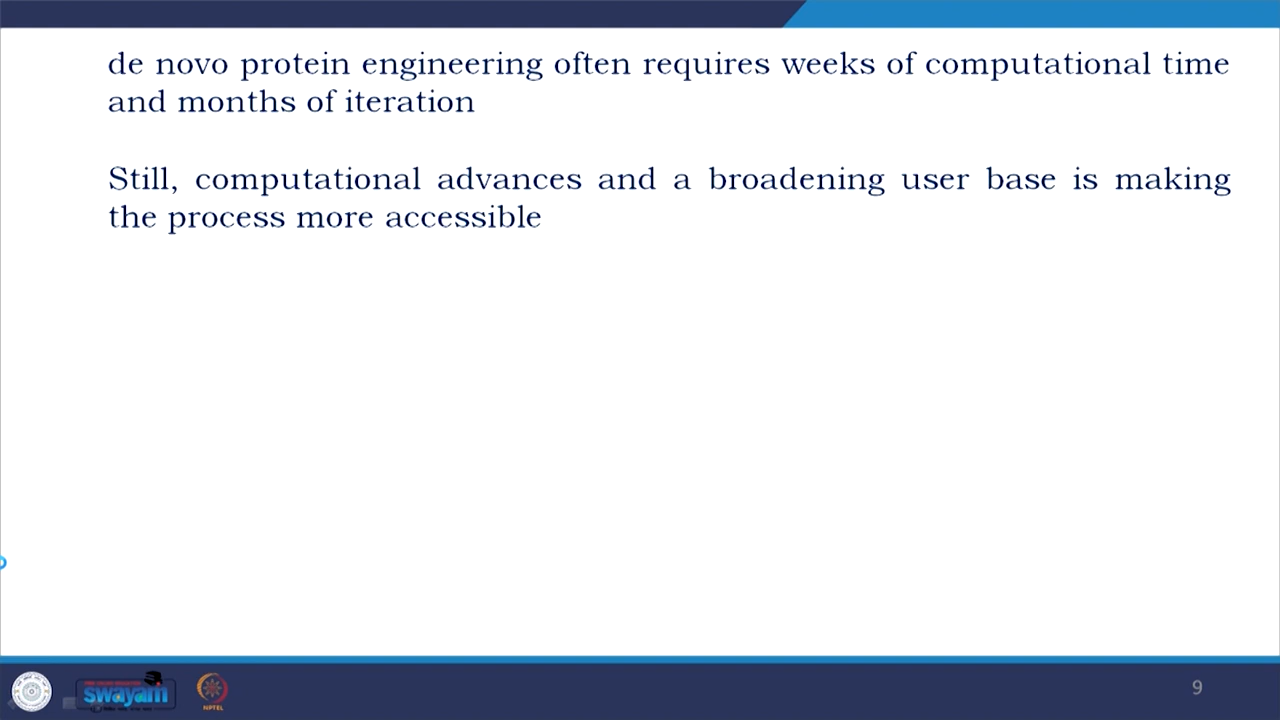 de novo protein engineering often requires weeks of computational time
and months of iteration
Still, computational advances and a broadening user base is making
the process more accessible
swayam
NPTEL
9